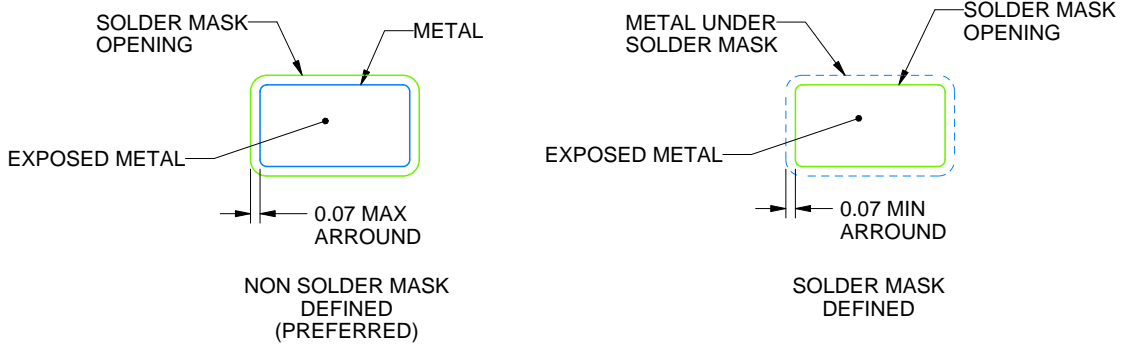 SOLDER MASK
OPENING
METAL
EXPOSED METAL
0.07 MAX
ARROUND
NON SOLDER MASK
DEFINED
(PREFERRED)
METAL UNDER
SOLDER MASK
SOLDER MASK
OPENING
EXPOSED METAL
0.07 MIN
ARROUND
SOLDER MASK
DEFINED